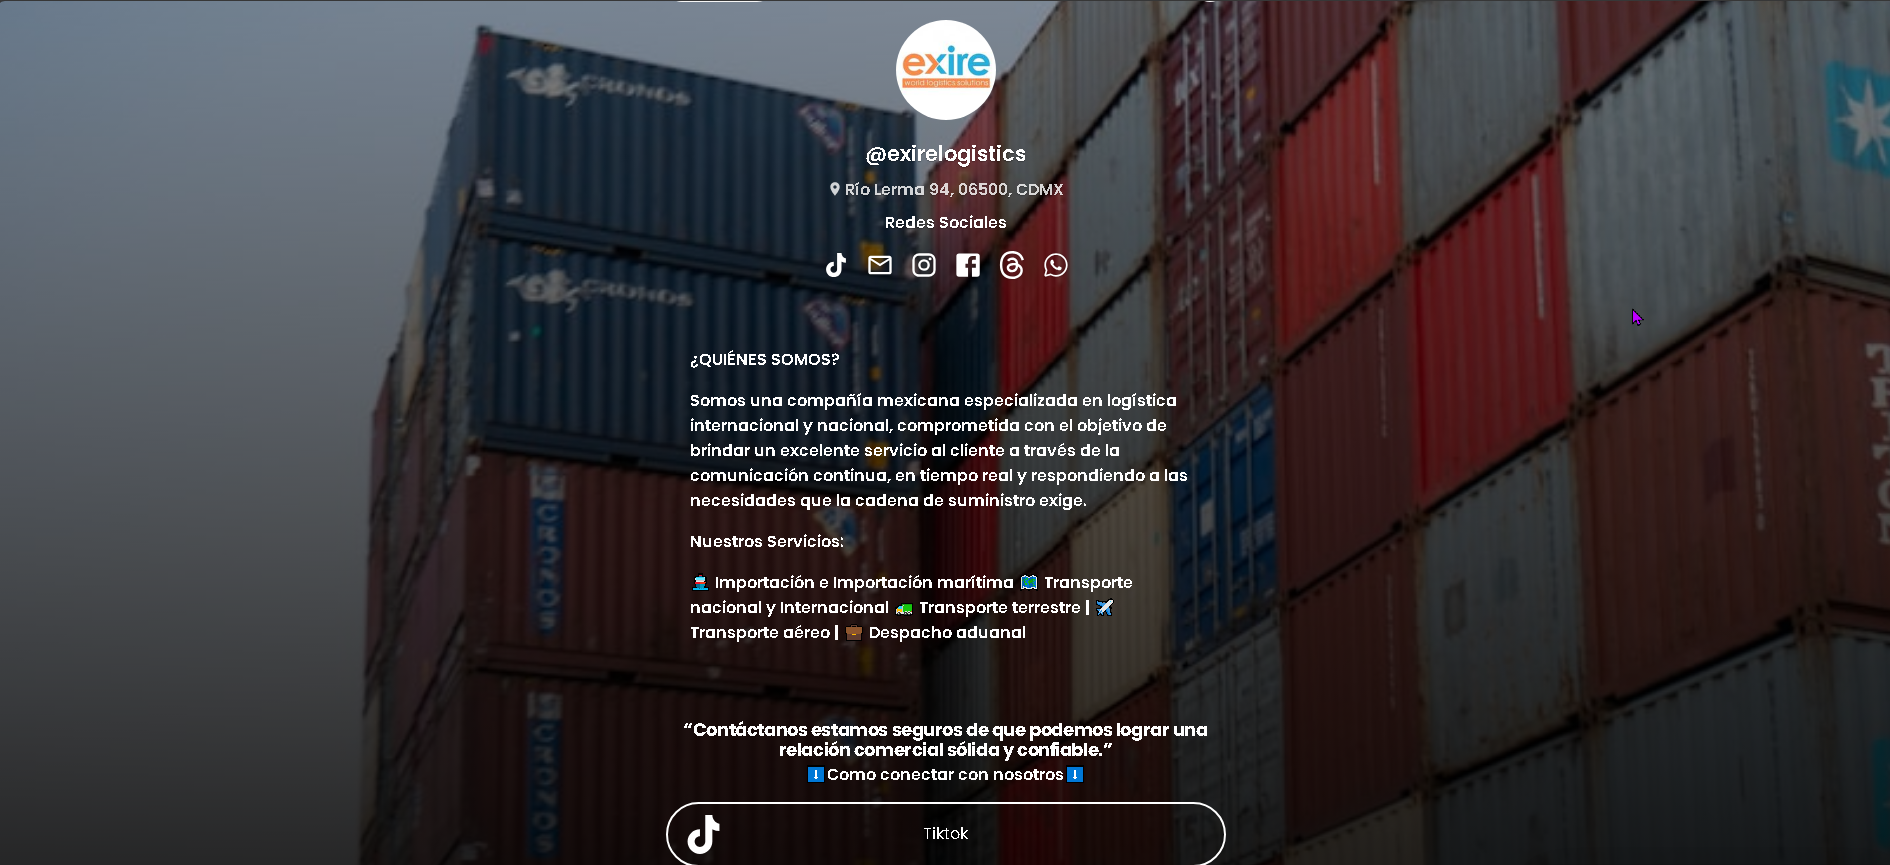 CRONOS
exire
world logistics solutions
@exirelogistics
Río Lerma 94, 06500, CDMX
Redes Sociales
CRONOS
¿QUIÉNES SOMOS?
Somos una compañía mexicana especializada en logística
internacional y nacional, comprometida con el objetivo de
brindar un excelente servicio al cliente a través de la
comunicación continua, en tiempo real y respondiendo a las
necesidades que la cadena de suministro exige.
CRONOS
Nuestros Servicios:
🚢 Importación e Importación marítima 🗺️ Transporte
nacional y Internacional 🚛 Transporte terrestre | ✈️
Transporte aéreo | 💼 Despacho aduanal
“Contáctanos estamos seguros de que podemos lograr una
relación comercial sólida y confiable.”
⬇️Como conectar con nosotros⬇️
CRONOS
Tiktok